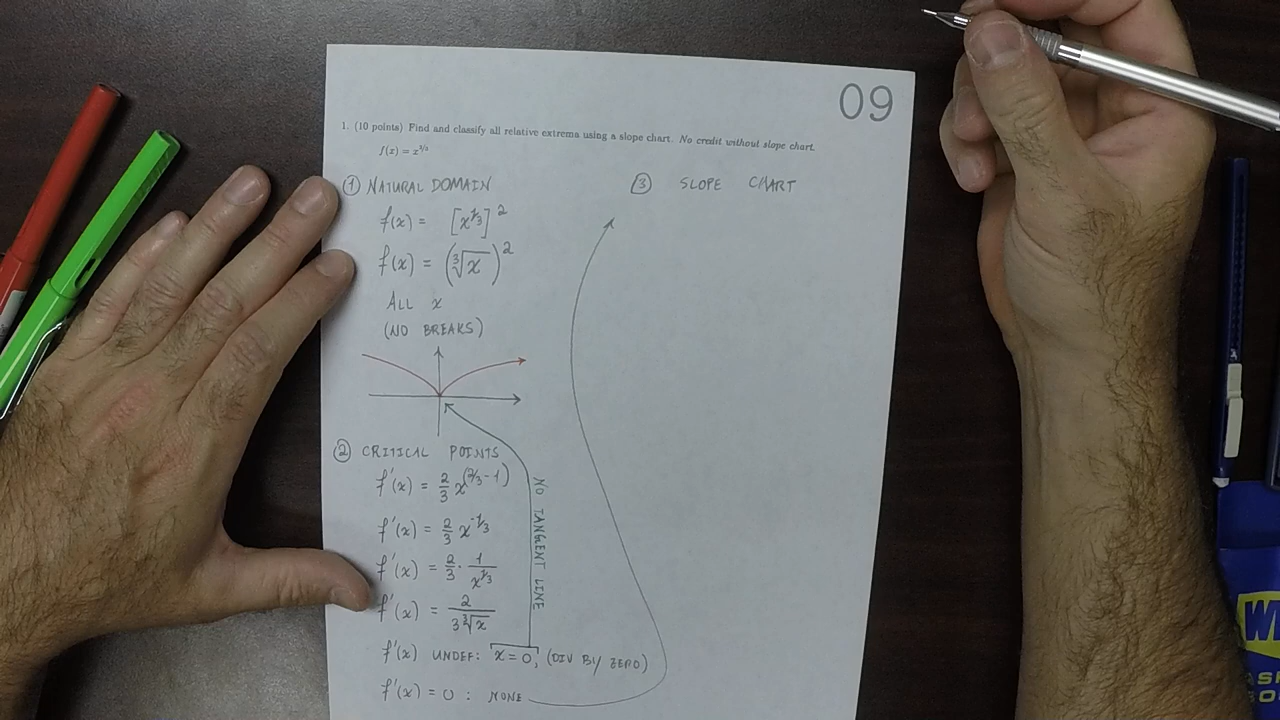 09
1. (10 points) Find and classify all relative extrema using a slope chart. No credit without slope chart.
f(x) = x^{2/3}
① NATURAL DOMAIN
f(x) = [x^{1/3}]^2
f(x) = (∛x)^2
ALL x
(NO BREAKS)
② CRITICAL POINTS
f'(x) = 2/3 x^{(2/3 - 1)}
f'(x) = 2/3 x^{-1/3}
f'(x) = 2/3 · 1/x^{1/3}
f'(x) = 2/(3∛x)
f'(x) UNDEF: x = 0, (DIV BY ZERO)
f'(x) = 0 : NONE
NO TANGENT LINE
③ SLOPE CHART